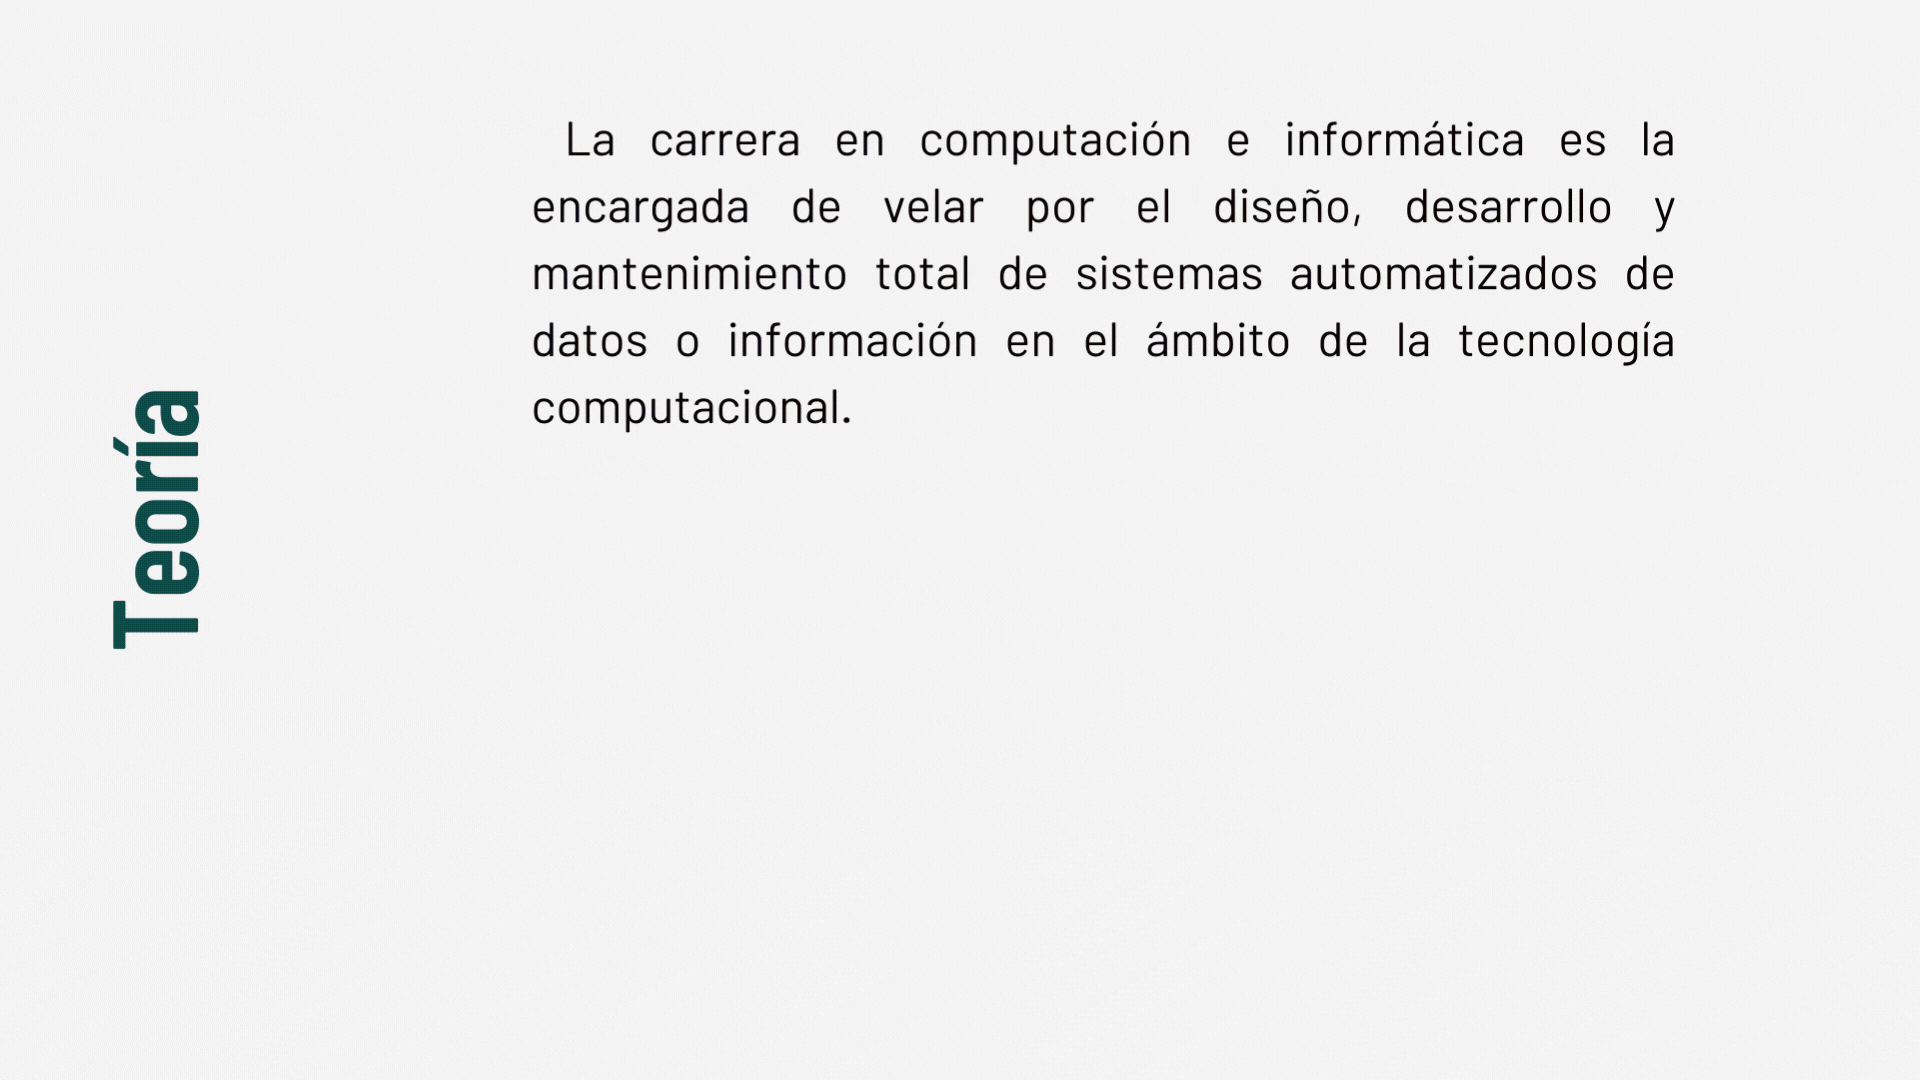 Teoría
La carrera en computación e informática es la
encargada de velar por el diseño, desarrollo y
mantenimiento total de sistemas automatizados de
datos o información en el ámbito de la tecnología
computacional.